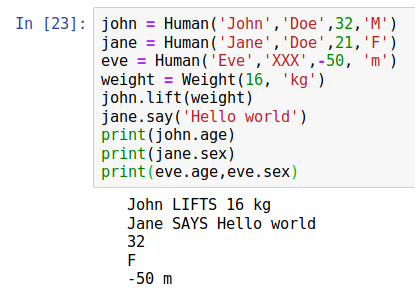 In [23]: john = Human('John','Doe',32,'M')
jane = Human('Jane','Doe',21,'F')
eve = Human('Eve','XXX',-50, 'm')
weight = Weight(16, 'kg')
john.lift(weight)
jane.say('Hello world')
print(john.age)
print(jane.sex)
print(eve.age,eve.sex)
John LIFTS 16 kg
Jane SAYS Hello world
32
F
-50 m